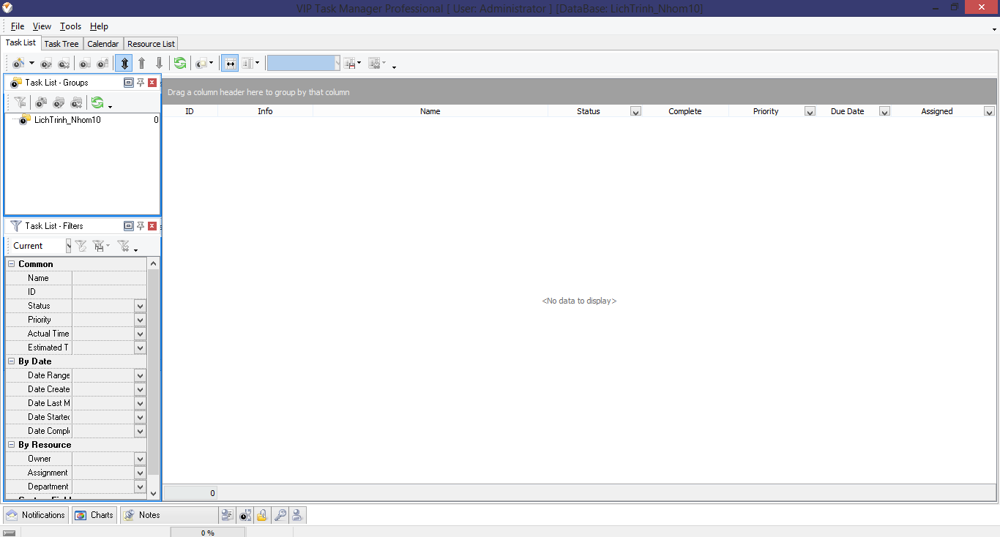 VIP Task Manager Professional [ User: Administrator ] [DataBase: LichTrinh_Nhom10]
File View Tools Help
Task List Task Tree Calendar Resource List
Task List - Groups
LichTrinh_Nhom10 0
Drag a column header here to group by that column
ID Info Name Status Complete Priority Due Date Assigned
<No data to display>
Task List - Filters
Current
Common
Name
ID
Status
Priority
Actual Time
Estimated T
By Date
Date Range
Date Create
Date Last M
Date Started
Date Compl
By Resource
Owner
Assignment
Department
0
Notifications Charts Notes
0 %